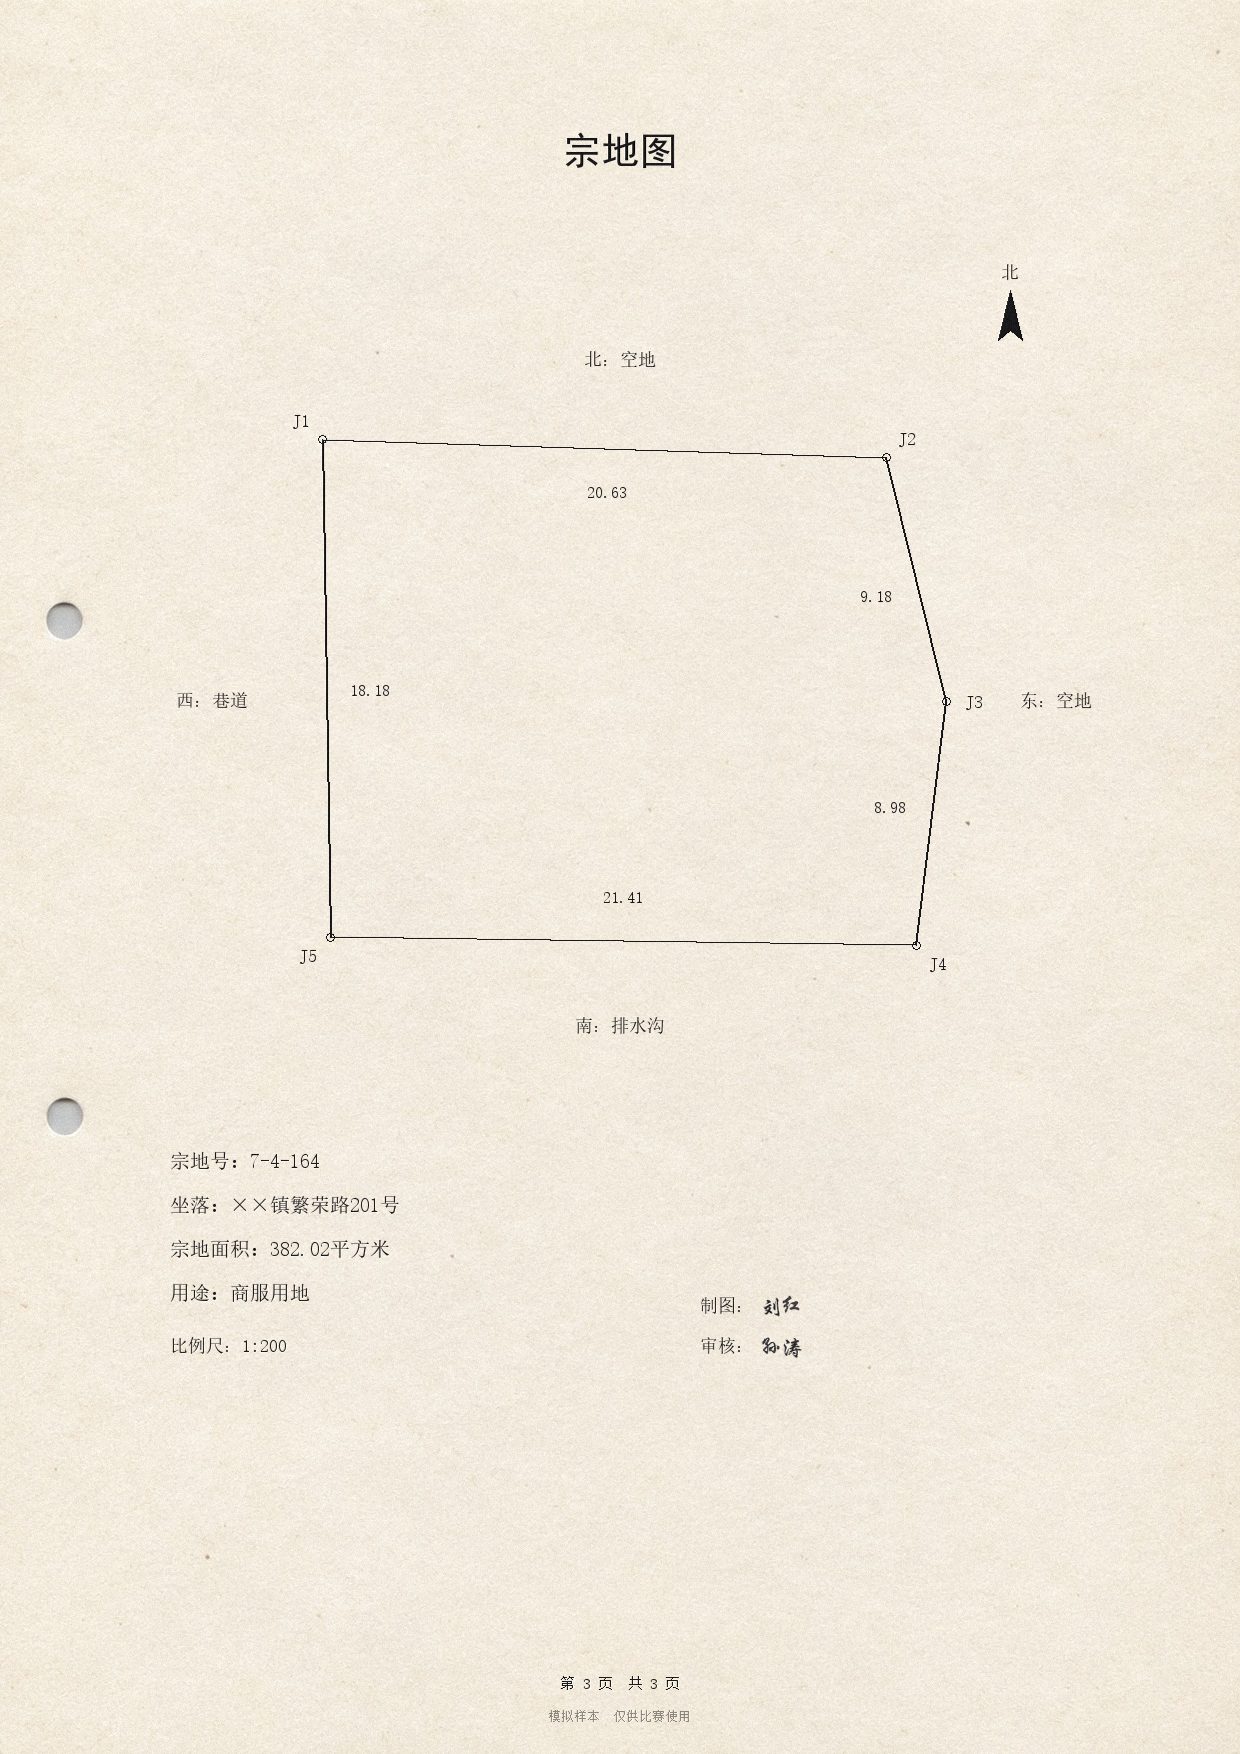 宗地图
北
北：空地
J1
J2
20.63
9.18
18.18
西：巷道
J3
东：空地
8.98
21.41
J5
J4
南：排水沟
宗地号：7-4-164
坐落：××镇繁荣路201号
宗地面积：382.02平方米
用途：商服用地
制图：刘红
比例尺：1:200
审核：孙涛
第 3 页 共 3 页
模拟样本 仅供比赛使用